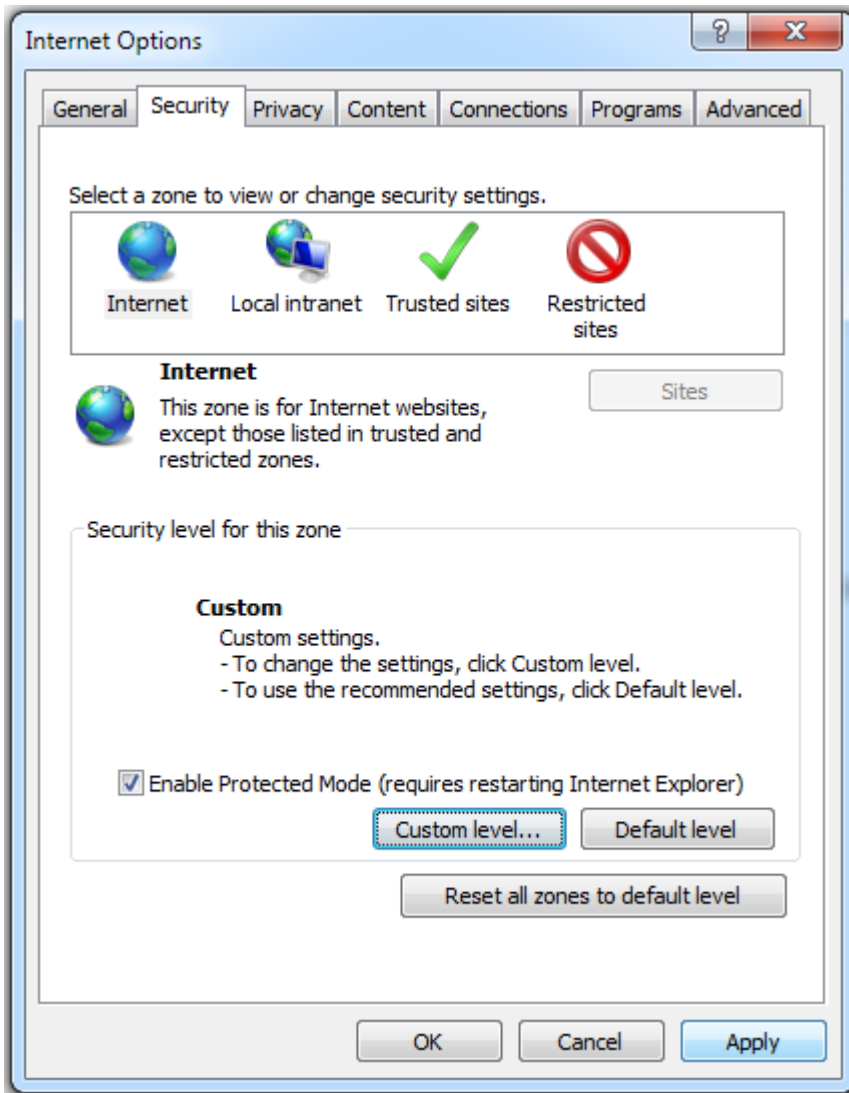 Internet Options
?
General Security Privacy Content Connections Programs Advanced
Select a zone to view or change security settings.
Internet Local intranet Trusted sites Restricted
sites
Internet
Sites
This zone is for Internet websites,
except those listed in trusted and
restricted zones.
Security level for this zone
Custom
Custom settings.
- To change the settings, click Custom level.
- To use the recommended settings, click Default level.
Enable Protected Mode (requires restarting Internet Explorer)
Custom level... Default level
Reset all zones to default level
OK Cancel Apply